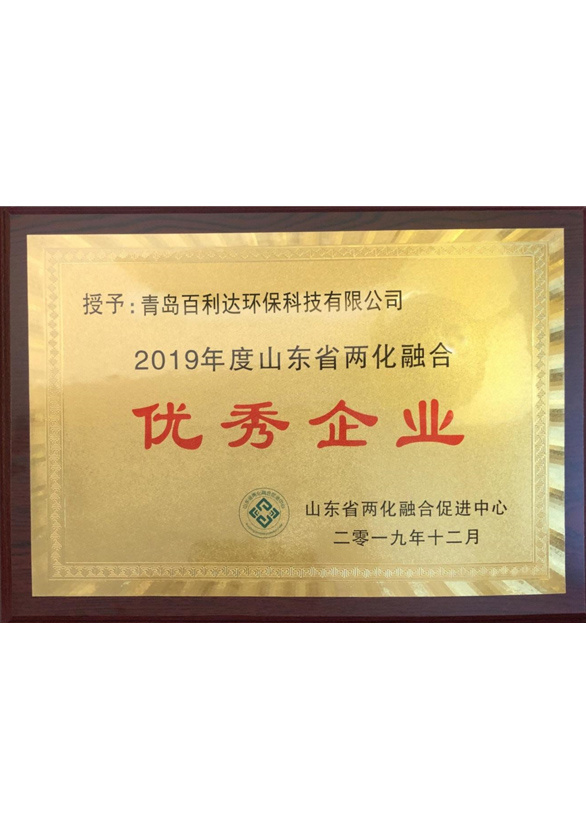 授予：青岛百利达环保科技有限公司
2019年度山东省两化融合
优秀企业
山东省两化融合促进中心
二零一九年十二月